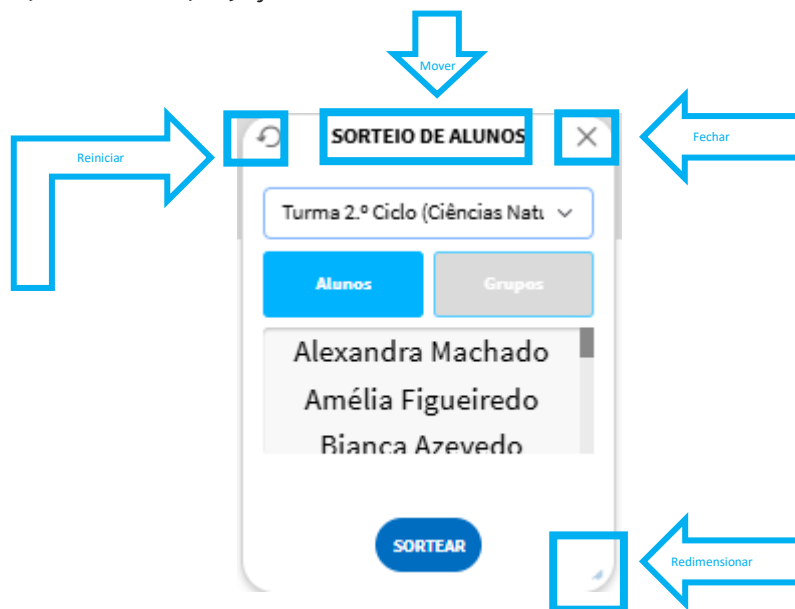 Mover
SORTEIO DE ALUNOS
Fechar
Reiniciar
Turma 2.º Ciclo (Ciências Natu
Alunos
Grupos
Alexandra Machado
Amélia Figueiredo
Bianca Azevedo
SORTEAR
Redimensionar